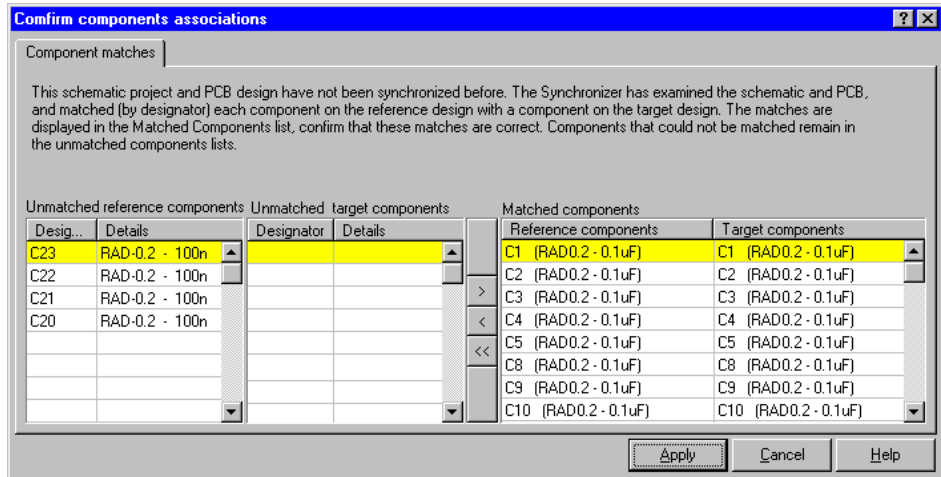 Comfirm components associations
Component matches
This schematic project and PCB design have not been synchronized before. The Synchronizer has examined the schematic and PCB,
and matched (by designator) each component on the reference design with a component on the target design. The matches are
displayed in the Matched Components list, confirm that these matches are correct. Components that could not be matched remain in
the unmatched components lists.
Unmatched reference components Unmatched target components Matched components
Desig... Details Designator Details Reference components Target components
C23 RAD-0.2 - 100n C1 (RAD0.2 - 0.1uF) C1 (RAD0.2 - 0.1uF)
C22 RAD-0.2 - 100n C2 (RAD0.2 - 0.1uF) C2 (RAD0.2 - 0.1uF)
C21 RAD-0.2 - 100n > C3 (RAD0.2 - 0.1uF) C3 (RAD0.2 - 0.1uF)
C20 RAD-0.2 - 100n < C4 (RAD0.2 - 0.1uF) C4 (RAD0.2 - 0.1uF)
<< C5 (RAD0.2 - 0.1uF) C5 (RAD0.2 - 0.1uF)
C8 (RAD0.2 - 0.1uF) C8 (RAD0.2 - 0.1uF)
C9 (RAD0.2 - 0.1uF) C9 (RAD0.2 - 0.1uF)
C10 (RAD0.2 - 0.1uF) C10 (RAD0.2 - 0.1uF)
Apply Cancel Help